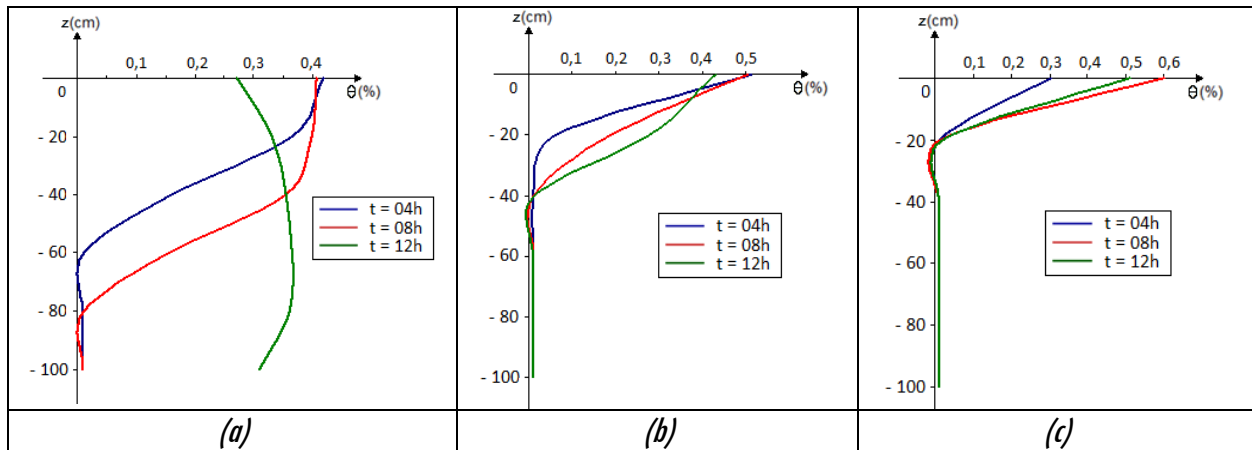 z(cm)
0,1 0,2 0,3 0,4
0 θ(%)
- 20
- 40
- 60
- 80
- 100
t = 04h
t = 08h
t = 12h
(a)
z(cm)
0,1 0,2 0,3 0,4 0,5
0 θ(%)
- 20
- 40
- 60
- 80
- 100
t = 04h
t = 08h
t = 12h
(b)
z(cm)
0,1 0,2 0,3 0,4 0,5 0,6
0 θ(%)
- 20
- 40
- 60
- 80
- 100
t = 04h
t = 08h
t = 12h
(c)